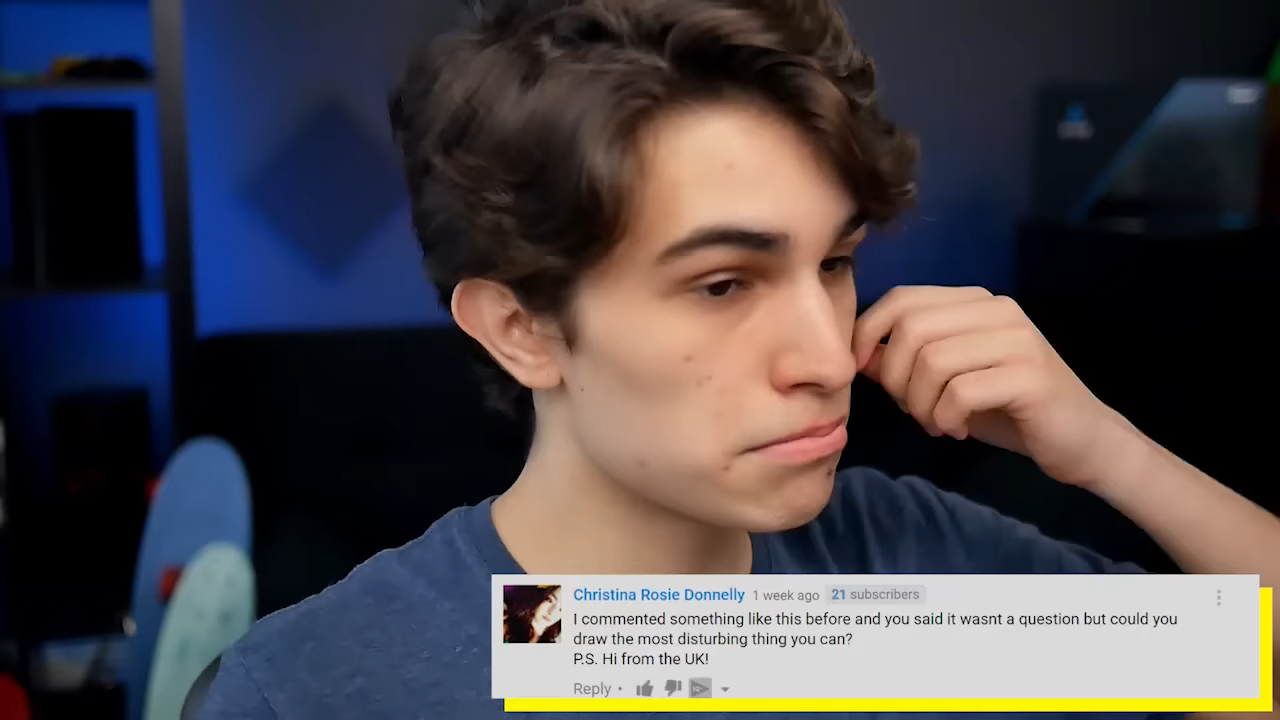 Christina Rosie Donnelly 1 week ago 21 subscribers
I commented something like this before and you said it wasnt a question but could you
draw the most disturbing thing you can?
P.S. Hi from the UK!
Reply